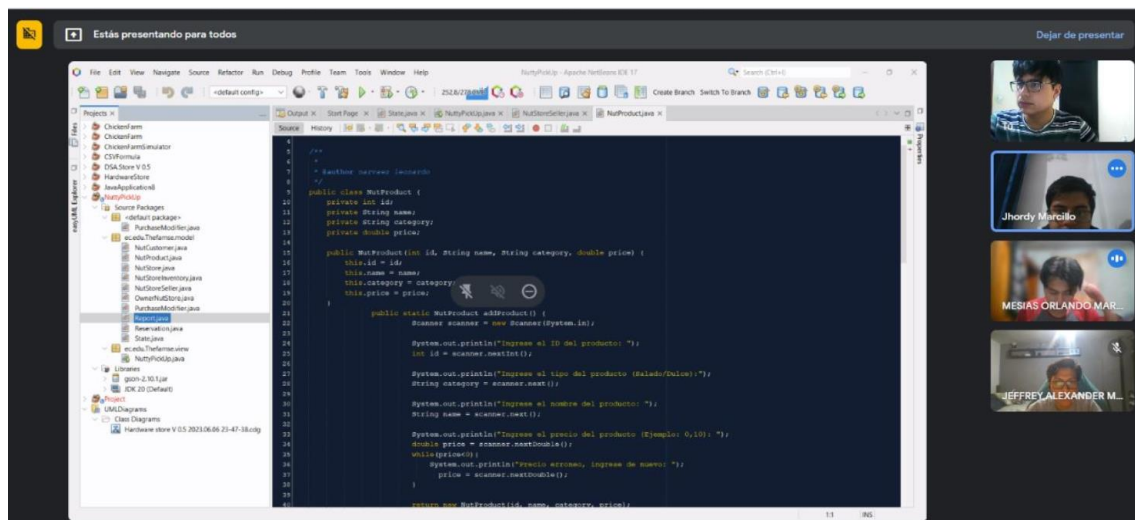 Estás presentando para todos
Dejar de presentar
File Edit View Navigate Source Refactor Run Debug Profile Team Tools Window Help
NuttyPickUp - Apache NetBeans IDE 17
Search (Ctrl+I)
<default config>
Create Branch Switch To Branch
Projects
Output Start Page State.java NuttyPickUp.java NutStoreSeller.java NutProduct.java
Source History
Files
easyUML Explorer
Properties
ChickenFarm
ChickenFarm
ChickenFarmSimulator
CSVFormula
DSA.Store V 0.5
HardwareStore
JavaApplication8
NuttyPickUp
Source Packages
<default package>
PurchaseModifier.java
ec.edu.Thefamse.model
NutCustomer.java
NutProduct.java
NutStore.java
NutStoreInventory.java
NutStoreSeller.java
OwnerNutStore.java
PurchaseModifier.java
Report.java
Reservation.java
State.java
ec.edu.Thefamse.view
NuttyPickUp.java
Libraries
gson-2.10.1.jar
JDK 20 (Default)
Project
UMLDiagrams
Class Diagrams
Hardware store V 0.5 2023.06.06 23-47-38.cdg
/**
*
* @author narvaez leonardo
*/
public class NutProduct {
private int id;
private String name;
private String category;
private double price;
public NutProduct(int id, String name, String category, double price) {
this.id = id;
this.name = name;
this.category = category;
this.price = price;
}
public static NutProduct addProduct() {
Scanner scanner = new Scanner(System.in);
System.out.println("Ingrese el ID del producto: ");
int id = scanner.nextInt();
System.out.println("Ingrese el tipo del producto (Salado/Dulce):");
String category = scanner.next();
System.out.println("Ingrese el nombre del producto: ");
String name = scanner.next();
System.out.println("Ingrese el precio del producto (Ejemplo: 0,10): ");
double price = scanner.nextDouble();
while(price<0){
System.out.println("Precio erroneo, ingrese de nuevo: ");
price = scanner.nextDouble();
}
return new NutProduct(id, name, category, price);
1:1 INS
Jhordy Marcillo
MESIAS ORLANDO MAR...
JEFFREY ALEXANDER M...